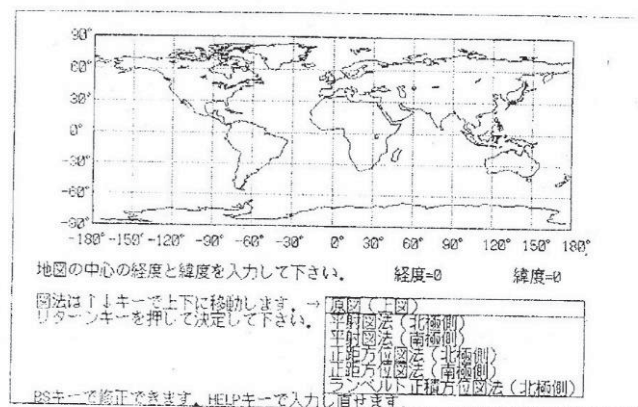 90°
60°
30°
0°
-30°
-60°
-90°
-180°-150°-120° -90° -60° -30° 0° 30° 60° 90° 120° 150° 180°
地図の中心の経度と緯度を入力して下さい. 経度=0 緯度=0
図法は↑↓キーで上下に移動します. → 原図(上図)
リターンキーを押して決定して下さい. 平射図法(北極側)
平射図法(南極側)
正距方位図法(北極側)
正距方位図法(南極側)
ランベルト正積方位図法(北極側)
BSキーで修正できます. HELPキーで入力し直せます.